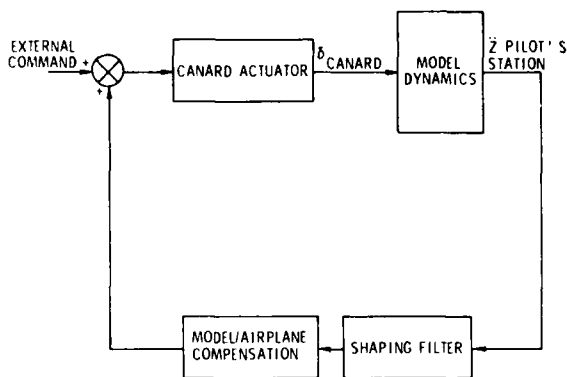 EXTERNAL
COMMAND
+
+
CANARD ACTUATOR
δ
CANARD
MODEL
DYNAMICS
Z̈ PILOT'S
STATION
MODEL/AIRPLANE
COMPENSATION
SHAPING FILTER